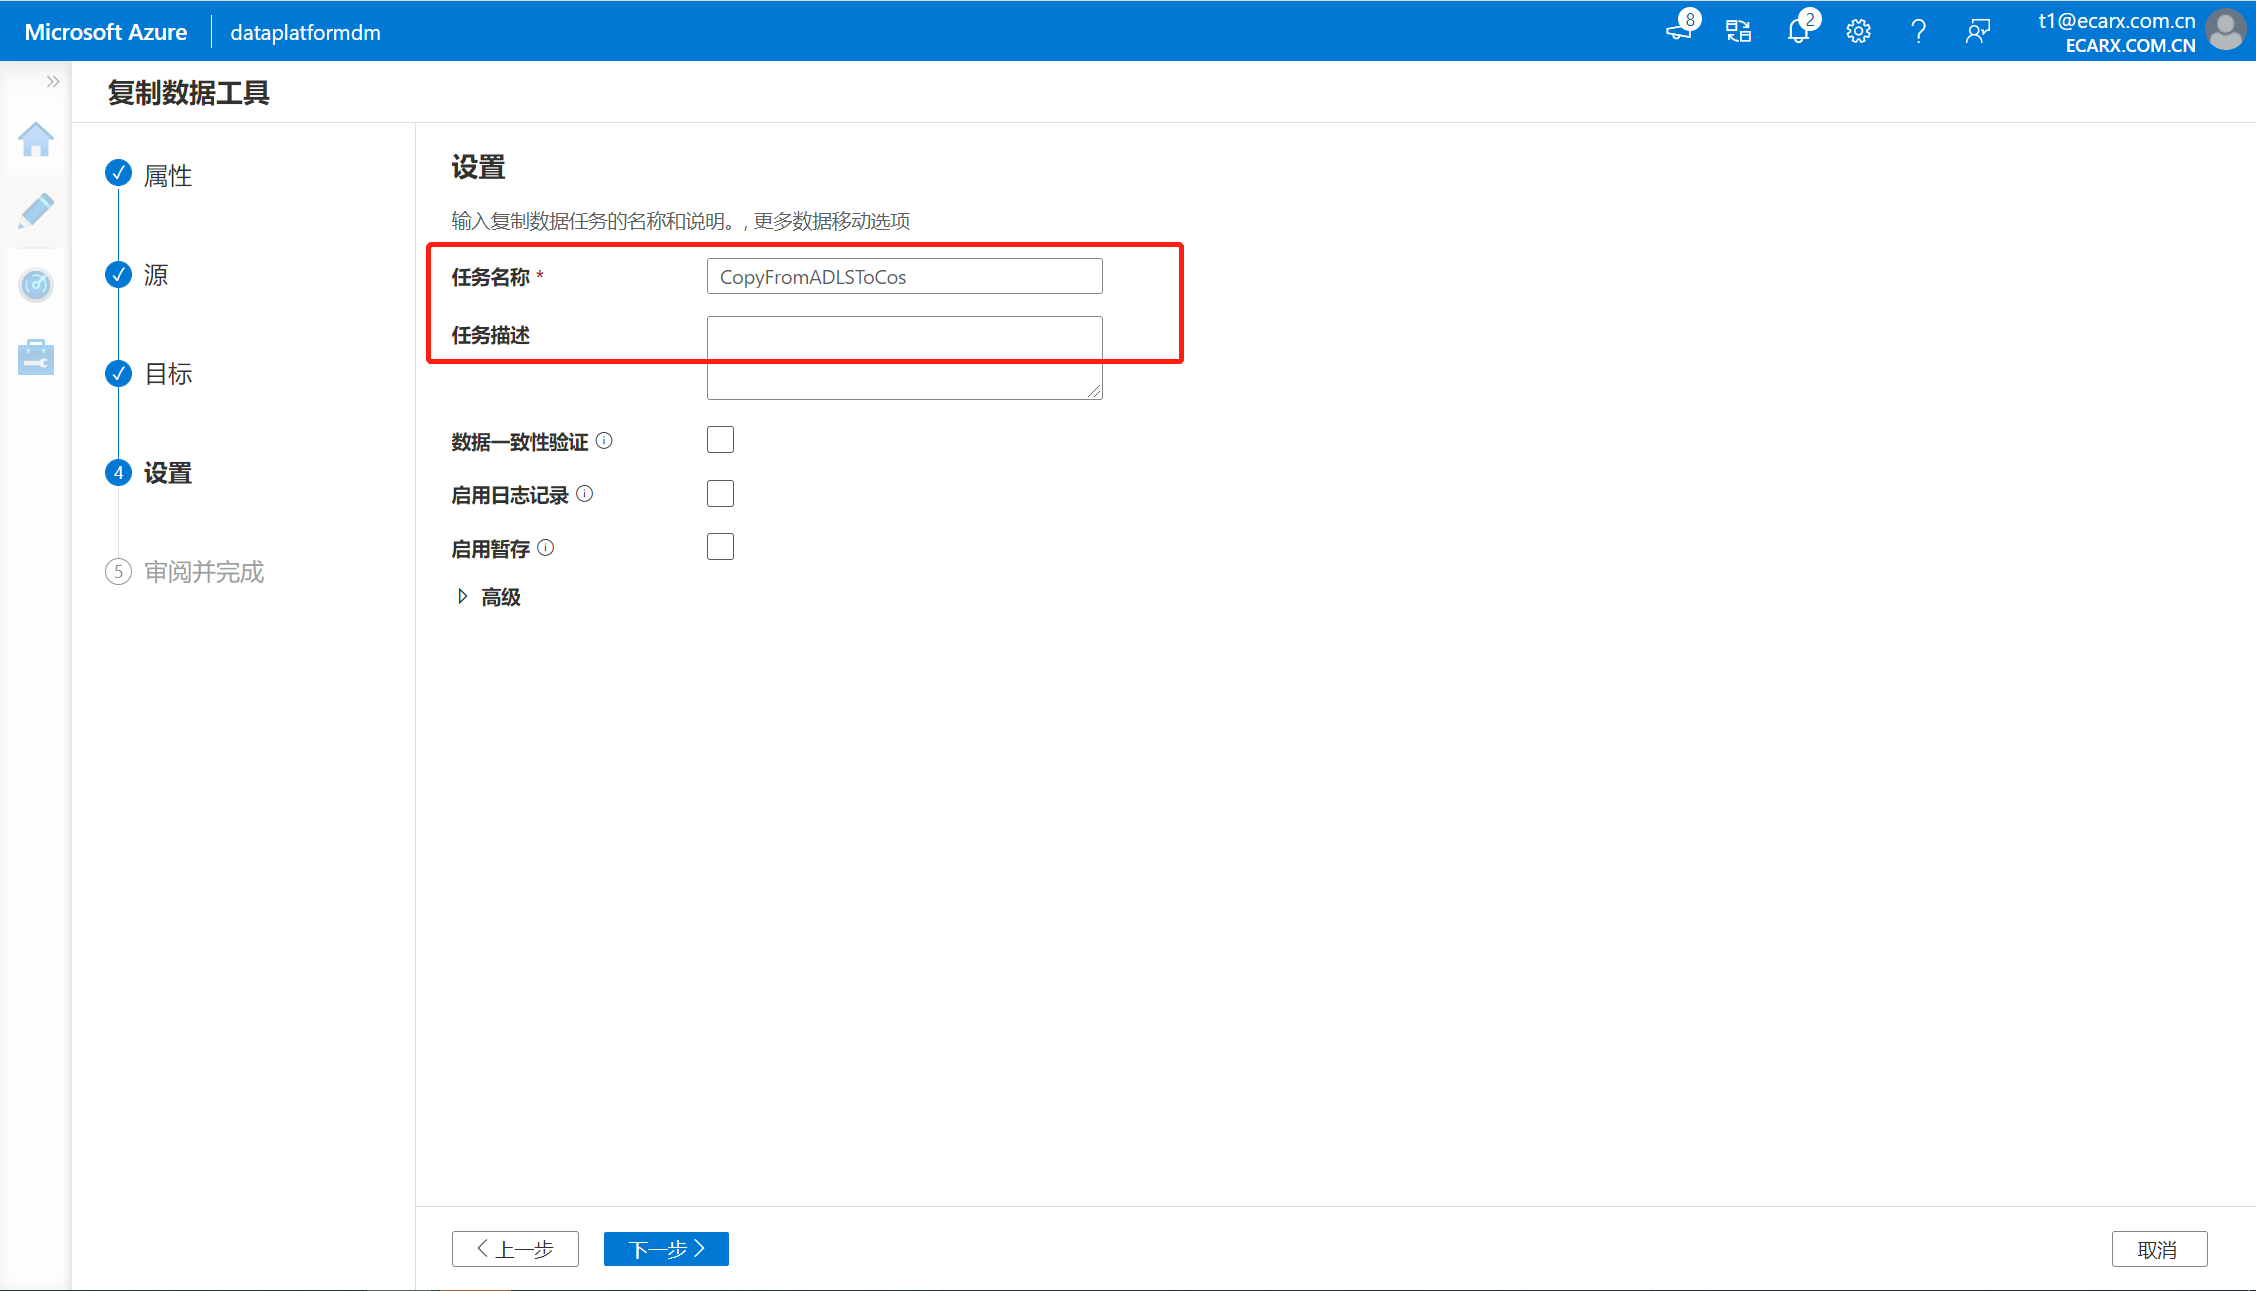 Microsoft Azure
dataplatformdm
8
2
t1@ecarx.com.cn
ECARX.COM.CN
复制数据工具
属性
源
目标
4 设置
5 审阅并完成
设置
输入复制数据任务的名称和说明。, 更多数据移动选项
任务名称 *
CopyFromADLSToCos
任务描述
数据一致性验证
启用日志记录
启用暂存
高级
上一步
下一步
取消